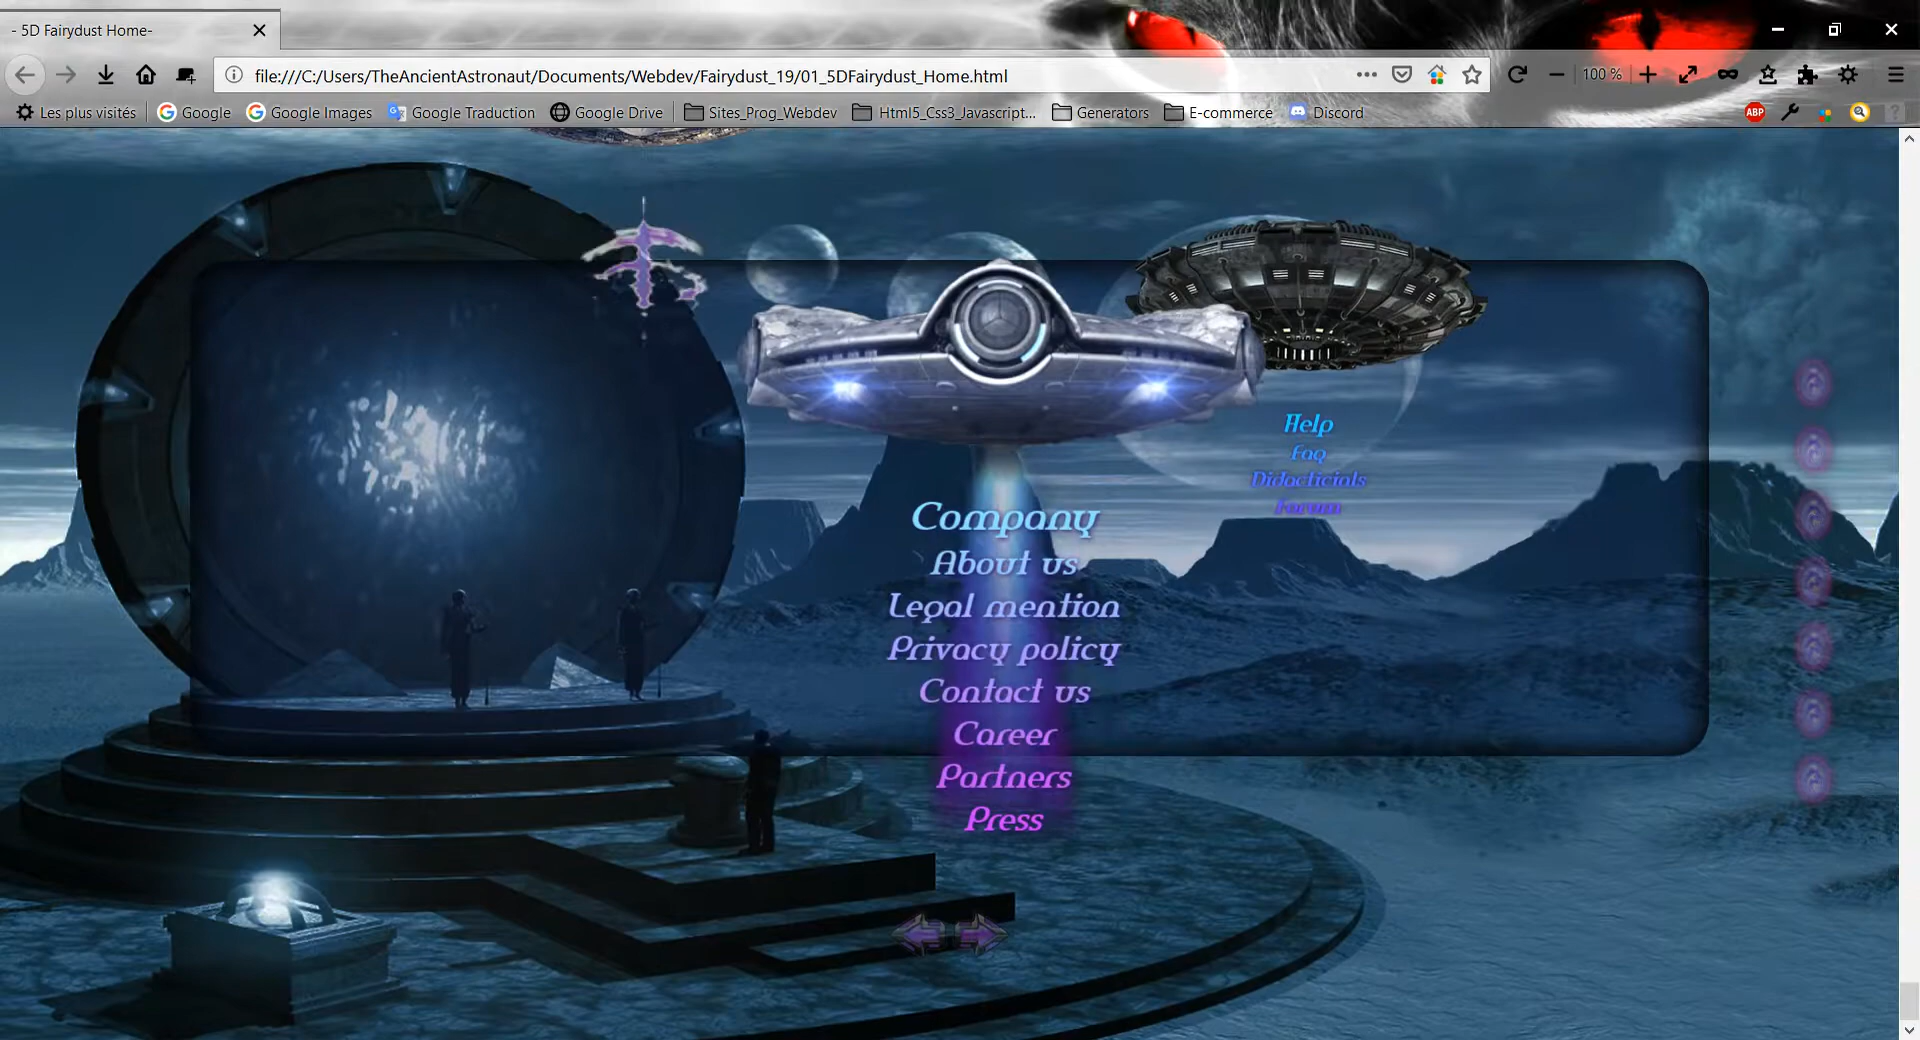 - 5D Fairydust Home-
file:///C:/Users/TheAncientAstronaut/Documents/Webdev/Fairydust_19/01_5DFairydust_Home.html
100 %
Les plus visités
Google
Google Images
Google Traduction
Google Drive
Sites_Prog_Webdev
Html5_Css3_Javascript...
Generators
E-commerce
Discord
ABP
Help
Faq
Didacticials
Forum
Company
About us
Legal mention
Privacy policy
Contact us
Career
Partners
Press